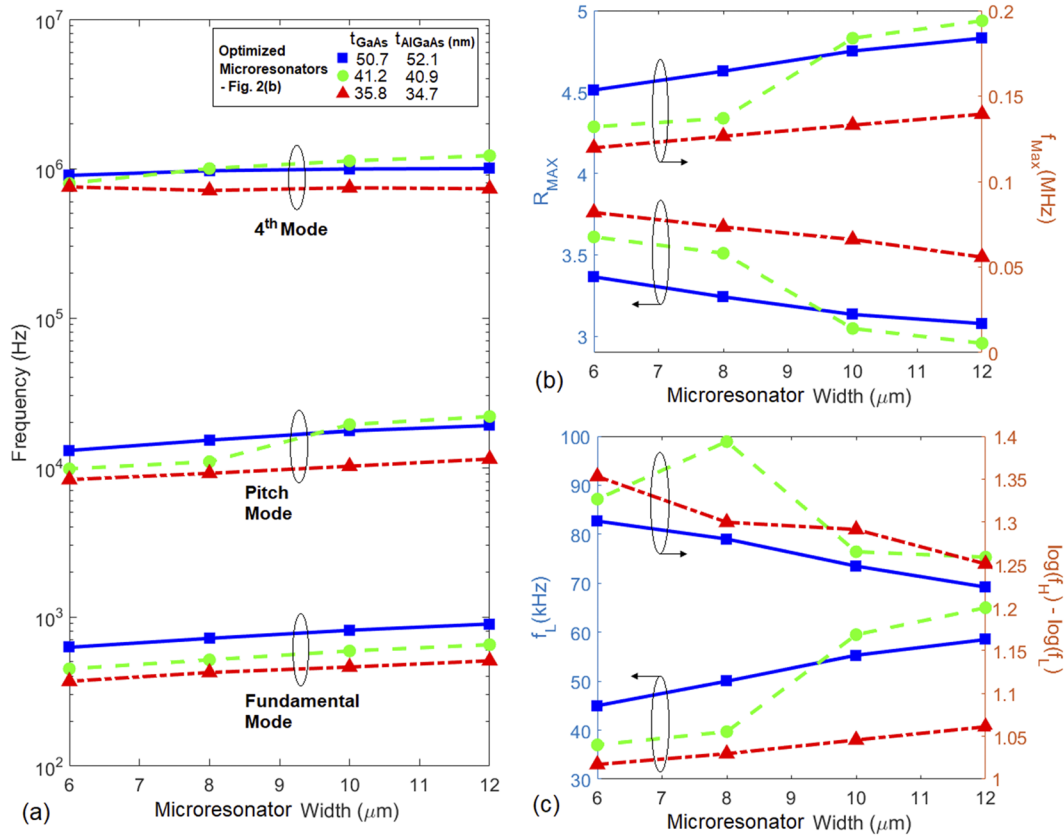 Frequency (Hz)
10^7
10^6
10^5
10^4
10^3
10^2
Optimized Microresonators - Fig. 2(b)
t_GaAs t_AlGaAs (nm)
50.7 52.1
41.2 40.9
35.8 34.7
4th Mode
Pitch
Mode
Fundamental
Mode
6 7 8 9 10 11 12
(a) Microresonator Width (μm)
R_MAX
5
4.5
4
3.5
3
0.2
0.15
0.1
0.05
0
f_Max (MHz)
6 7 8 9 10 11 12
(b) Microresonator Width (μm)
f_L (kHz)
100
90
80
70
60
50
40
30
1.4
1.35
1.3
1.25
1.2
1.15
1.1
1.05
1
log(f_H) - log(f_L)
6 7 8 9 10 11 12
(c) Microresonator Width (μm)